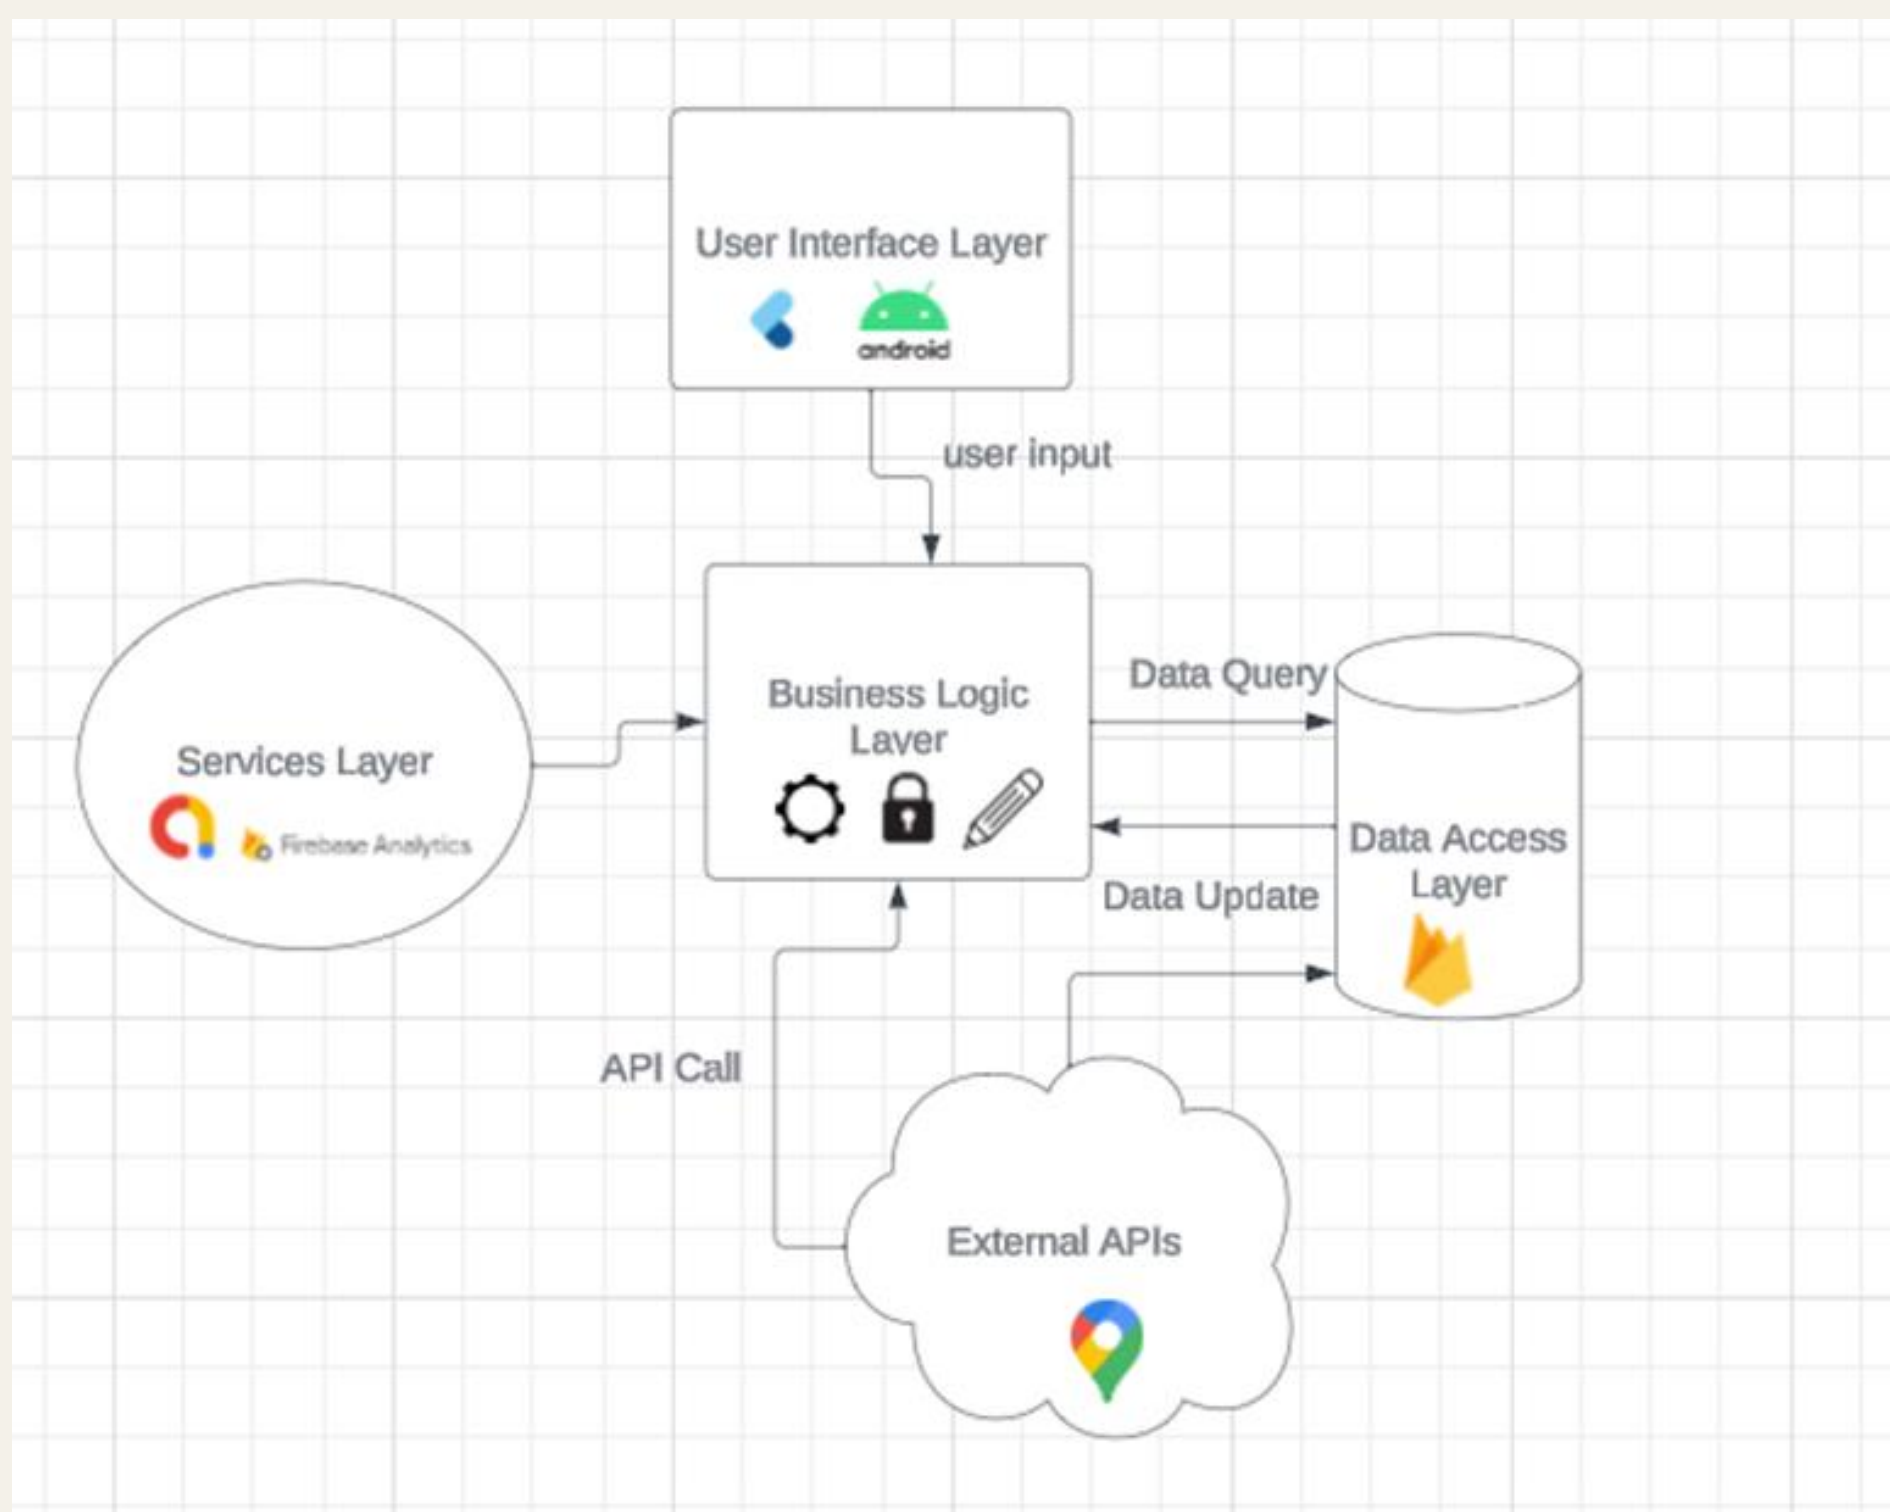 User Interface Layer
android
user input
Business Logic
Layer
Data Query
Services Layer
Firebase Analytics
Data Access
Layer
Data Update
API Call
External APIs